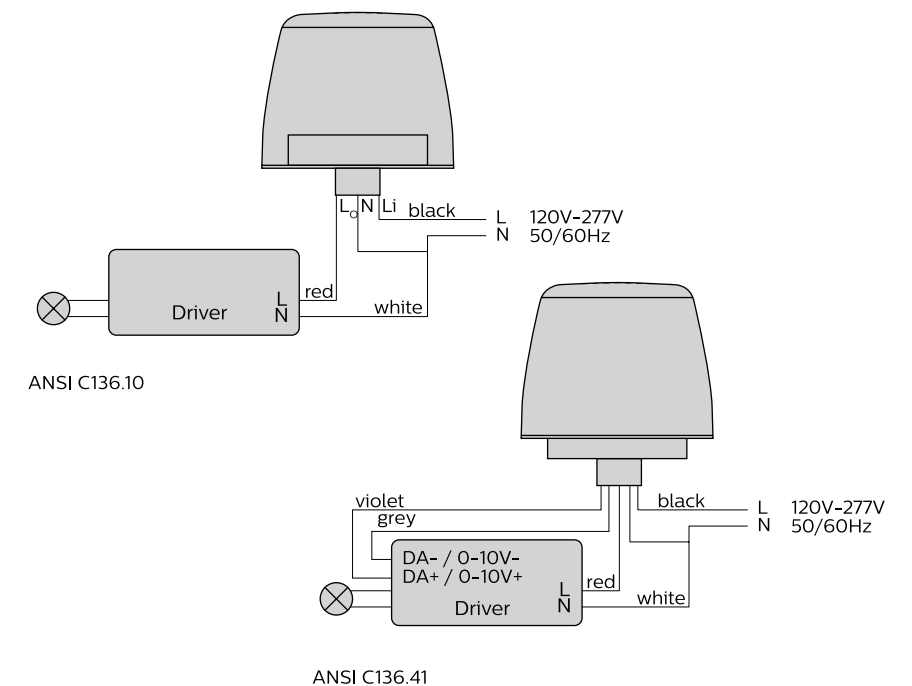 Lo N Li
black
L 120V-277V
N 50/60Hz
red
L
N
Driver
white
ANSI C136.10
violet
grey
black
L 120V-277V
N 50/60Hz
DA- / 0-10V-
DA+ / 0-10V+
red
L
N
Driver
white
ANSI C136.41